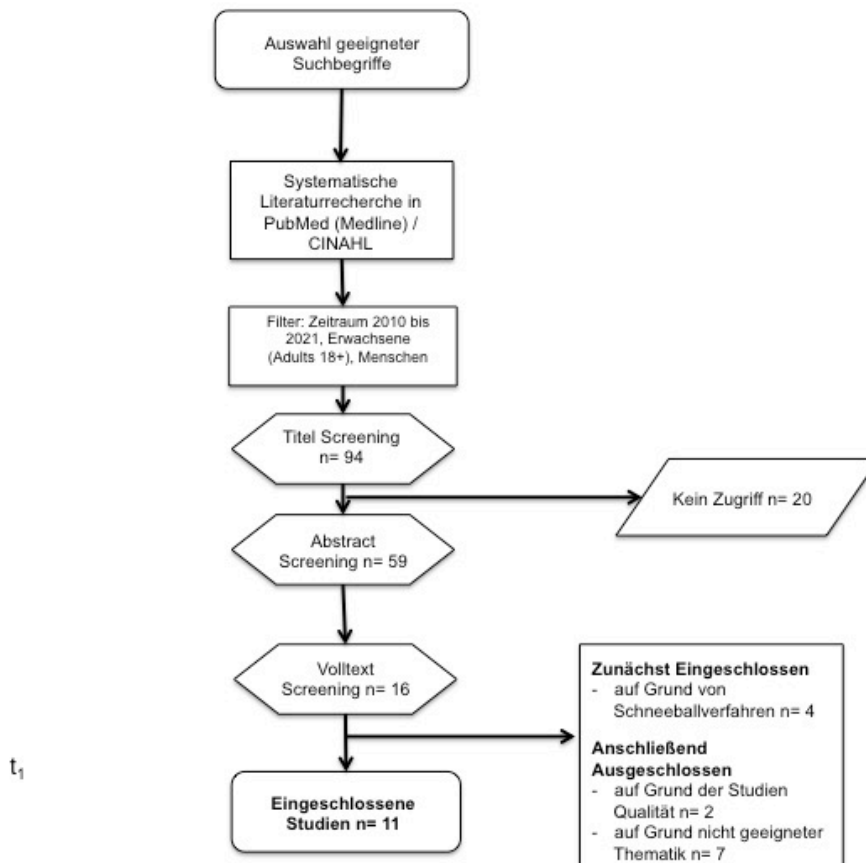 Auswahl geeigneter
Suchbegriffe
Systematische
Literaturrecherche in
PubMed (Medline) /
CINAHL
Filter: Zeitraum 2010 bis
2021, Erwachsene
(Adults 18+), Menschen
Titel Screening
n= 94
Kein Zugriff n= 20
Abstract
Screening n= 59
Volltext
Screening n= 16
Zunächst Eingeschlossen
- auf Grund von
Schneeballverfahren n= 4
Anschließend
Ausgeschlossen
- auf Grund der Studien
Qualität n= 2
- auf Grund nicht geeigneter
Thematik n= 7
t₁
Eingeschlossene
Studien n= 11